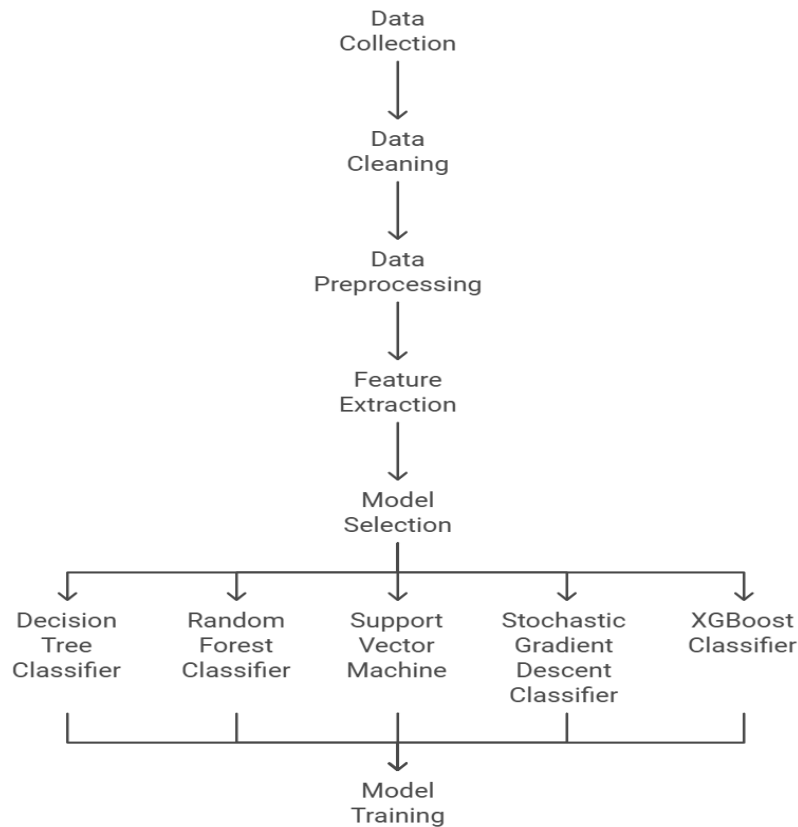 Data
Collection
Data
Cleaning
Data
Preprocessing
Feature
Extraction
Model
Selection
Decision
Tree
Classifier
Random
Forest
Classifier
Support
Vector
Machine
Stochastic
Gradient
Descent
Classifier
XGBoost
Classifier
Model
Training